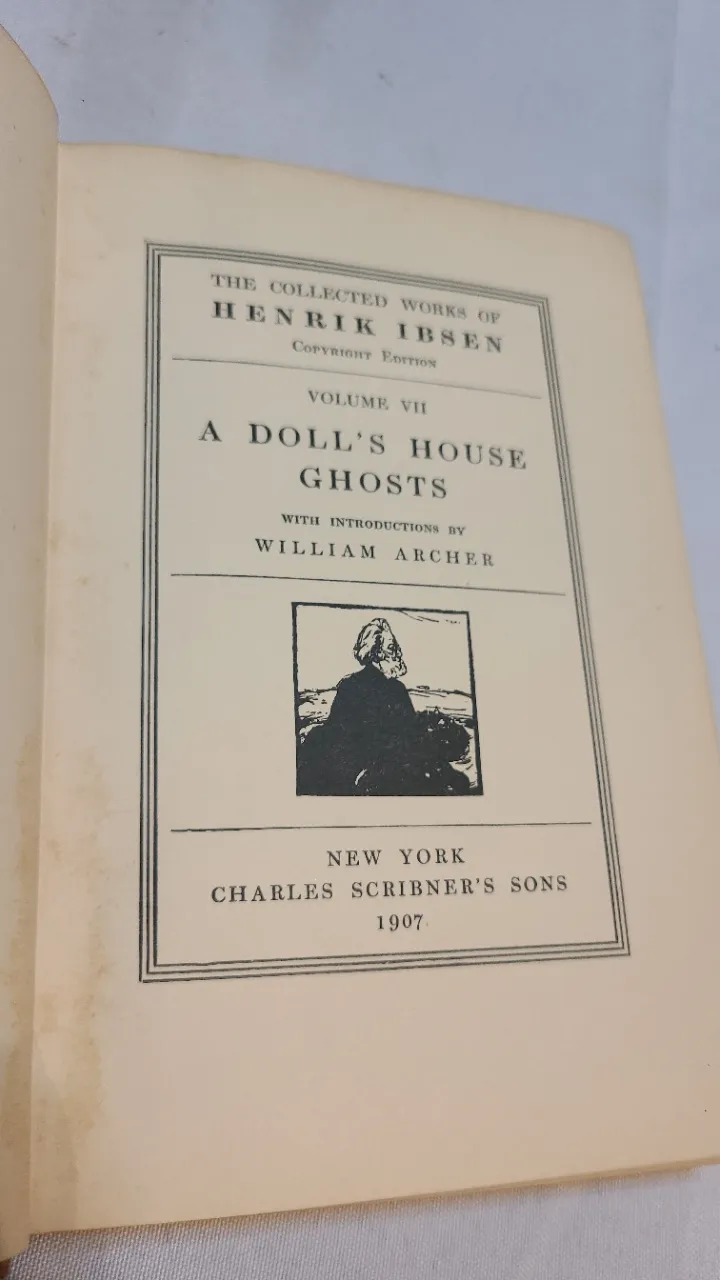 THE COLLECTED WORKS OF
HENRIK IBSEN
COPYRIGHT EDITION
VOLUME VII
A DOLL'S HOUSE
GHOSTS
WITH INTRODUCTIONS BY
WILLIAM ARCHER
NEW YORK
CHARLES SCRIBNER'S SONS
1907